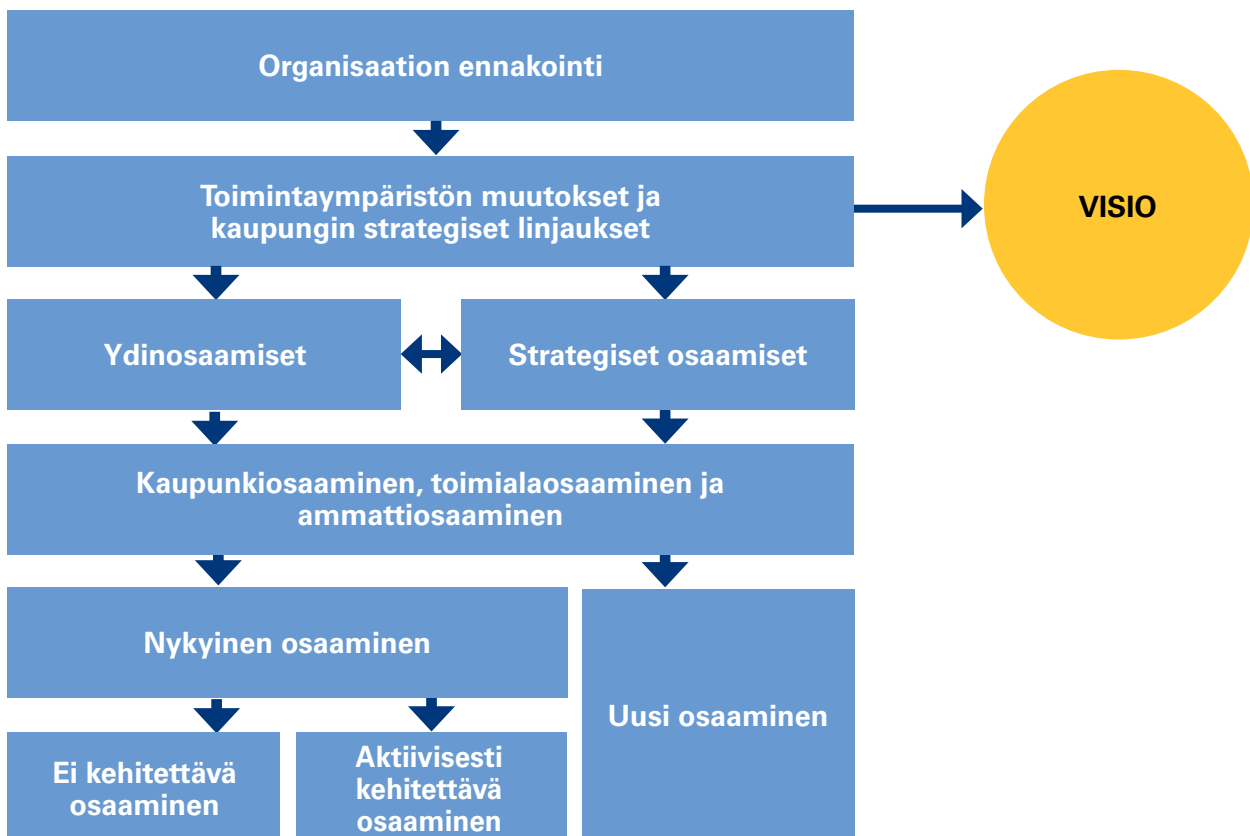 Organisaation ennakointi
Toimintaympäristön muutokset ja
kaupungin strategiset linjaukset
VISIO
Ydinosaamiset
Strategiset osaamiset
Kaupunkiosaaminen, toimialaosaaminen ja
ammattiosaaminen
Nykyinen osaaminen
Uusi osaaminen
Ei kehitettävä
osaaminen
Aktiivisesti
kehitettävä
osaaminen